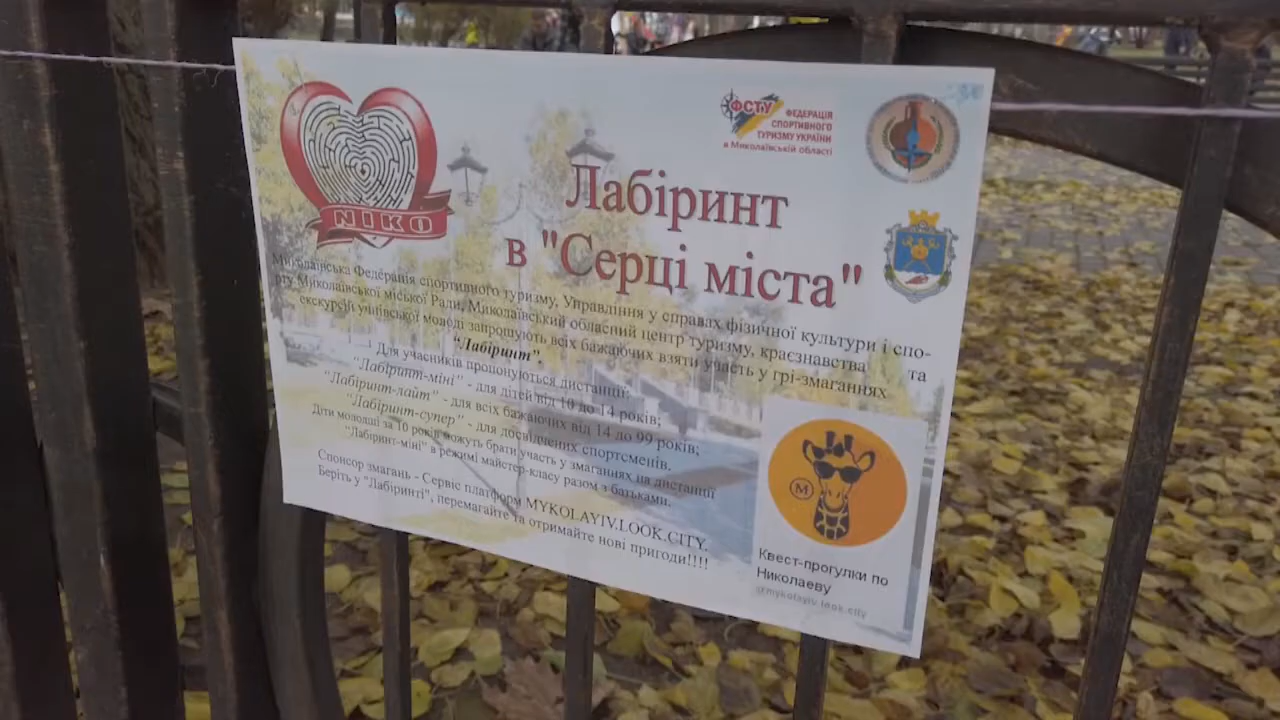 NIKO
ФСТУ
ФЕДЕРАЦІЯ
СПОРТИВНОГО
ТУРИЗМУ УКРАЇНИ
в Миколаївській області
Лабіринт
в "Серці міста"
Миколаївська Федерація спортивного туризму, Управління у справах фізичної культури і спо-
рту Миколаївської міської Ради, Миколаївський обласний центр туризму, краєзнавства та
екскурсій учнівської молоді запрошують всіх бажаючих взяти участь у грі-змаганнях
"Лабіринт".
Для учасників пропонуються дистанції:
"Лабіринт-міні" - для дітей від 10 до 14 років;
"Лабіринт-лайт" - для всіх бажаючих від 14 до 99 років;
"Лабіринт-супер" - для досвідчених спортсменів.
Діти молодші за 10 років можуть брати участь у змаганнях на дистанції
"Лабіринт-міні" в режимі майстер-класу разом з батьками.
Спонсор змагань - Сервіс платформ MYKOLAYIV.LOOK.CITY.
Беріть у "Лабіринті", перемагайте та отримайте нові пригоди!!!!
М
Квест-прогулки по
Николаеву
@mykolayiv.look.city